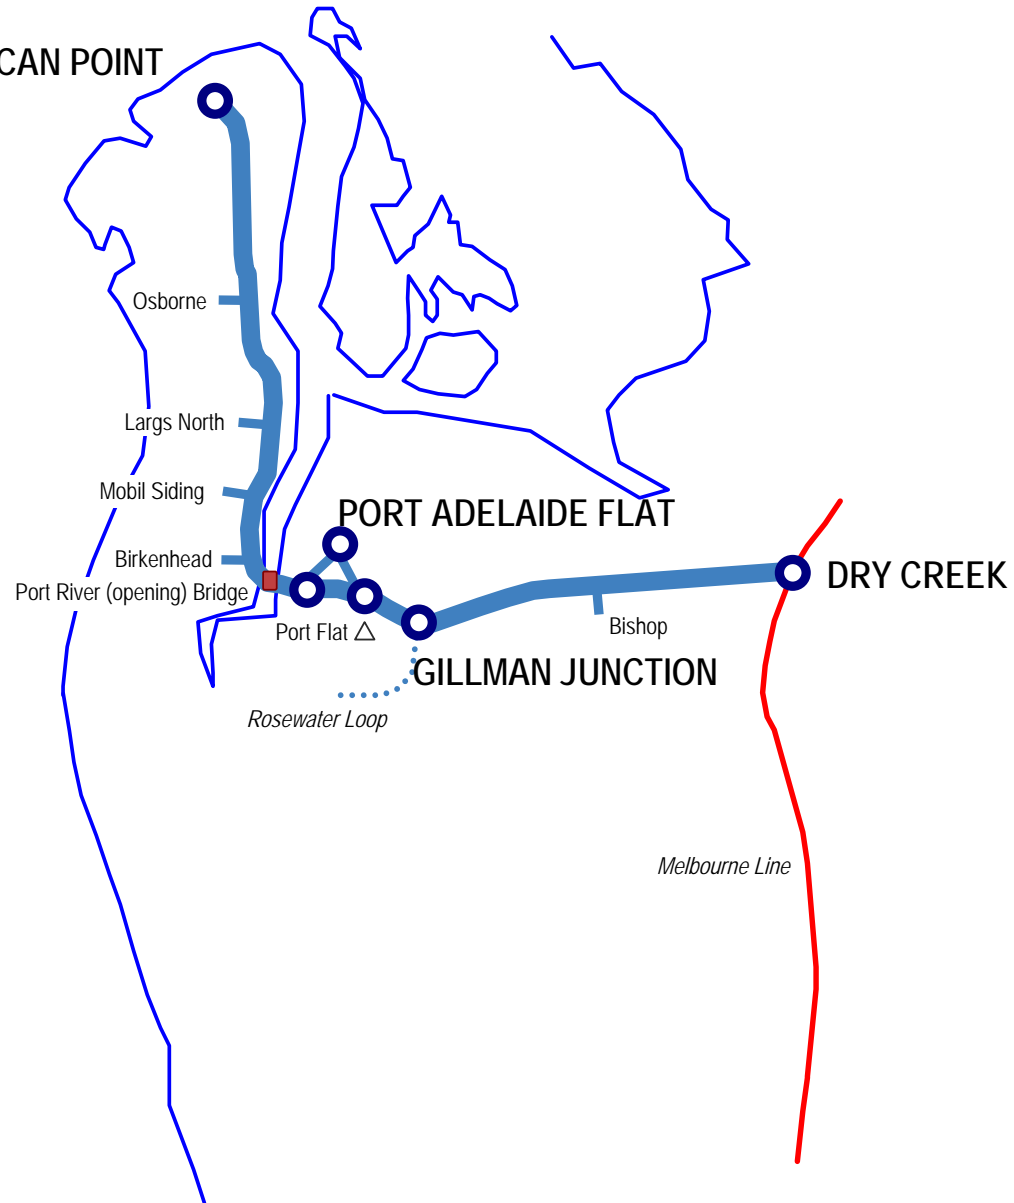 CAN POINT
Osborne
Largs North
Mobil Siding
PORT ADELAIDE FLAT
Birkenhead
DRY CREEK
Port River (opening) Bridge
Port Flat △
Bishop
GILLMAN JUNCTION
Rosewater Loop
Melbourne Line